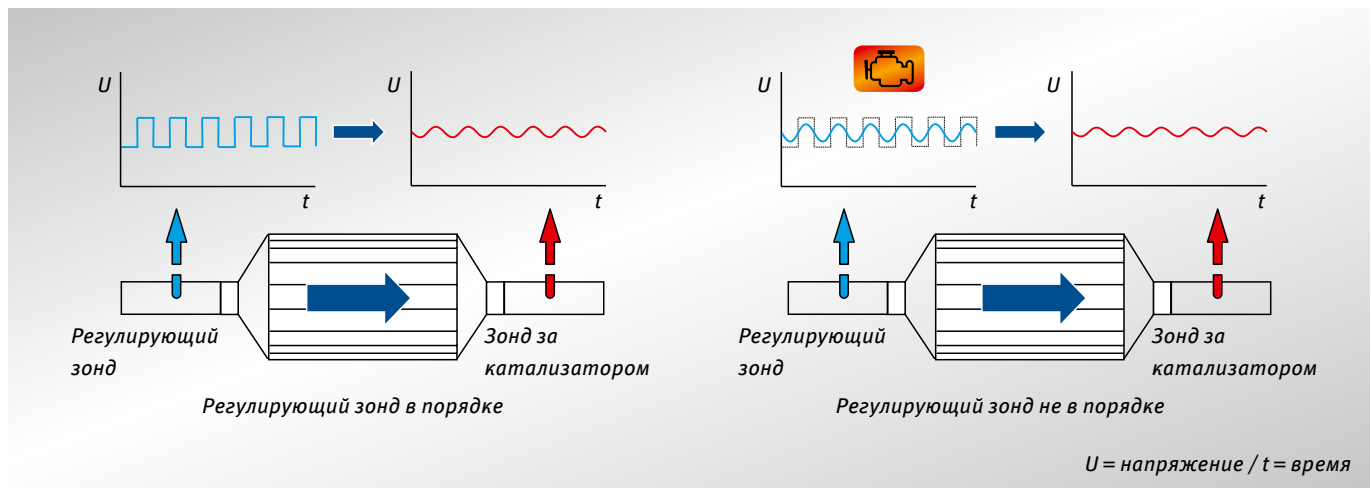 U
U
U
U
t
t
t
t
Регулирующий
зонд
Зонд за
катализатором
Регулирующий
зонд
Зонд за
катализатором
Регулирующий зонд в порядке
Регулирующий зонд не в порядке
U = напряжение / t = время